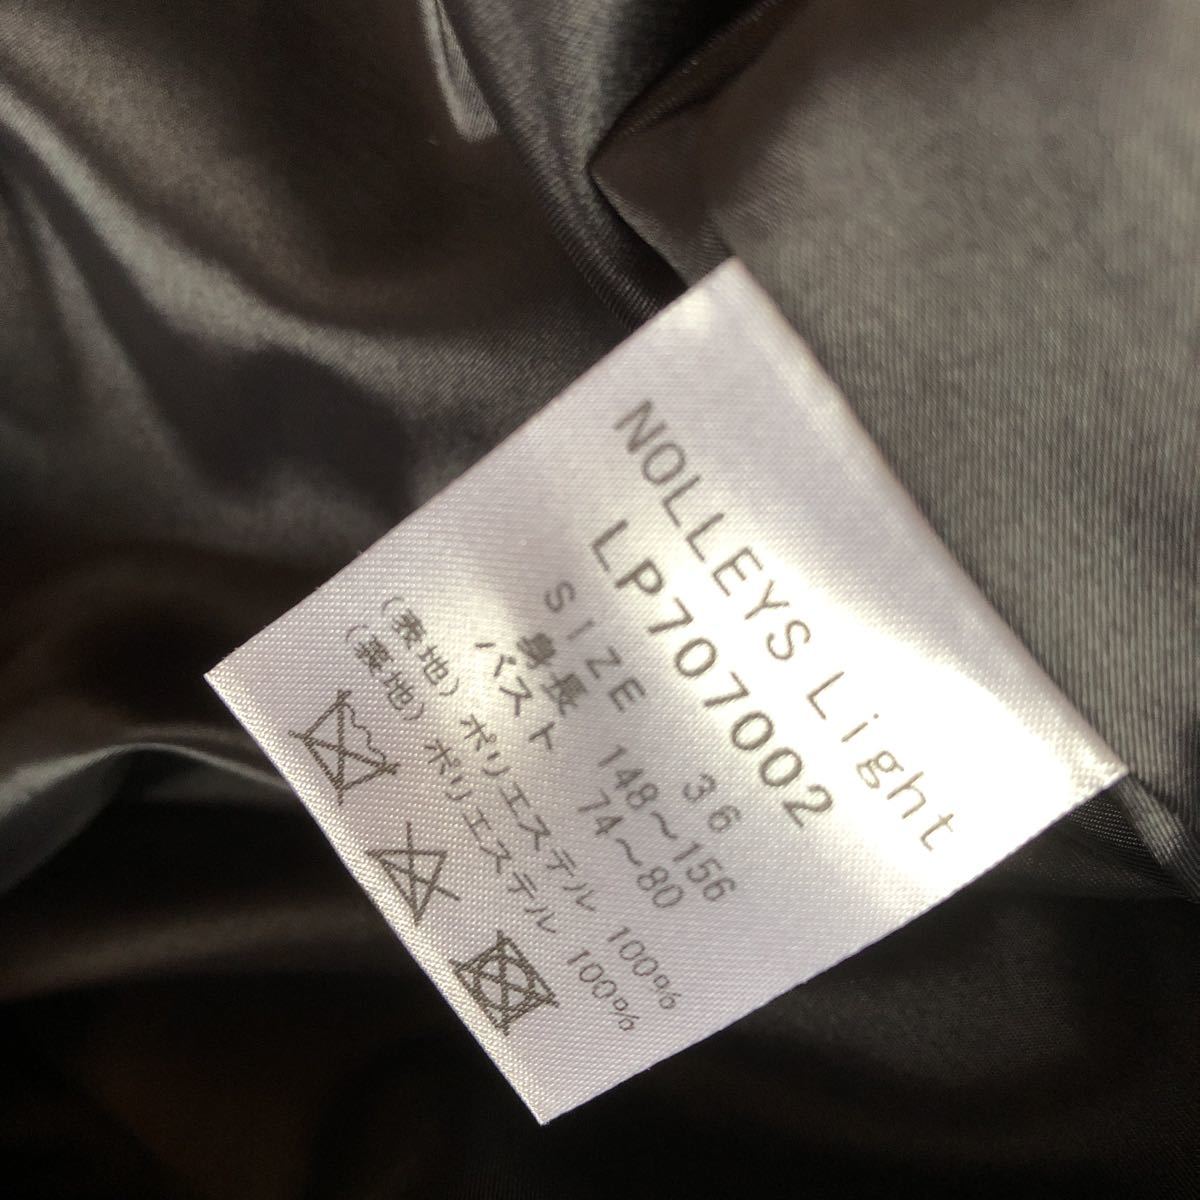 NOLLEYS Light
LP707002
SIZE 36
身長 148～156
バスト 74～80
(表地) ポリエステル 100%
(裏地) ポリエステル 100%